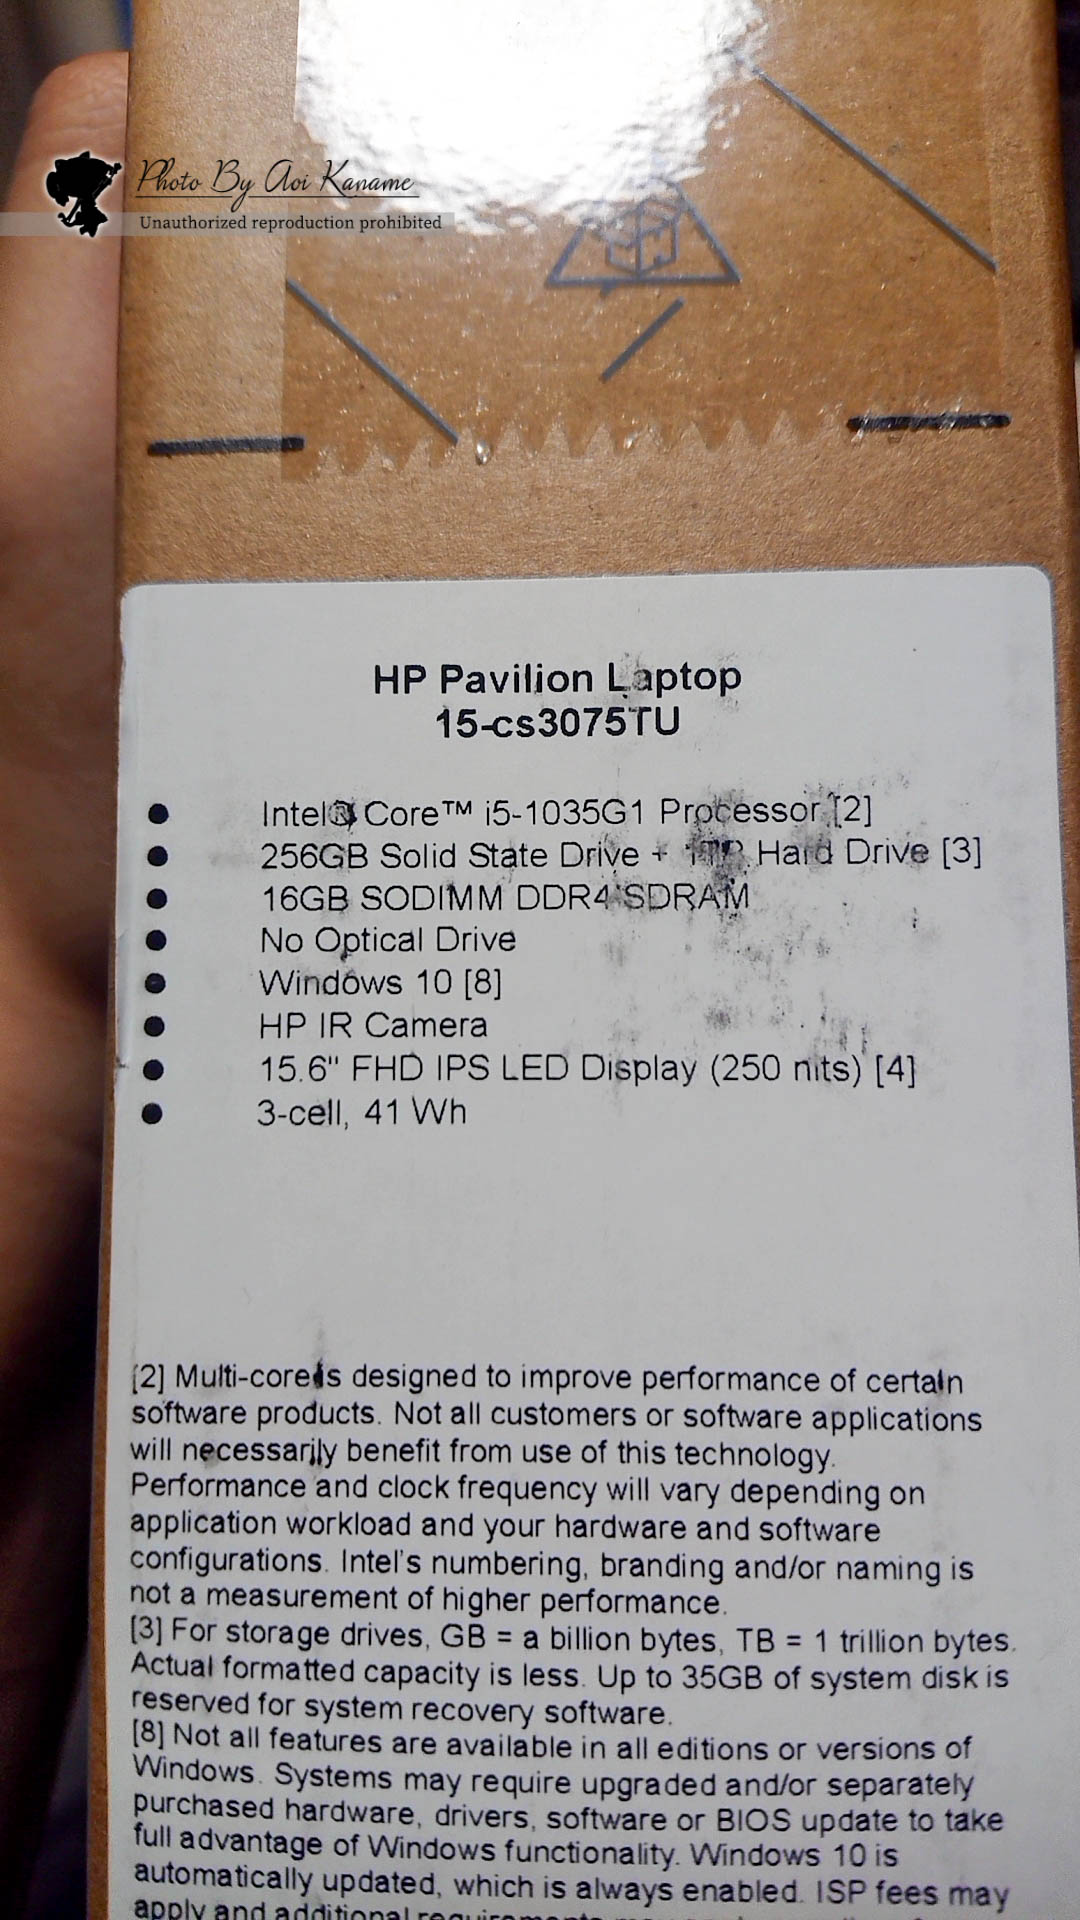 Photo By Aoi Kaname
Unauthorized reproduction prohibited
HP Pavilion Laptop
15-cs3075TU
● Intel® Core™ i5-1035G1 Processor [2]
● 256GB Solid State Drive + 1TB Hard Drive [3]
● 16GB SODIMM DDR4 SDRAM
● No Optical Drive
● Windows 10 [8]
● HP IR Camera
● 15.6" FHD IPS LED Display (250 nits) [4]
● 3-cell, 41 Wh
[2] Multi-core is designed to improve performance of certain
software products. Not all customers or software applications
will necessarily benefit from use of this technology.
Performance and clock frequency will vary depending on
application workload and your hardware and software
configurations. Intel's numbering, branding and/or naming is
not a measurement of higher performance.
[3] For storage drives, GB = a billion bytes, TB = 1 trillion bytes.
Actual formatted capacity is less. Up to 35GB of system disk is
reserved for system recovery software.
[8] Not all features are available in all editions or versions of
Windows. Systems may require upgraded and/or separately
purchased hardware, drivers, software or BIOS update to take
full advantage of Windows functionality. Windows 10 is
automatically updated, which is always enabled. ISP fees may
apply and additional requirements may